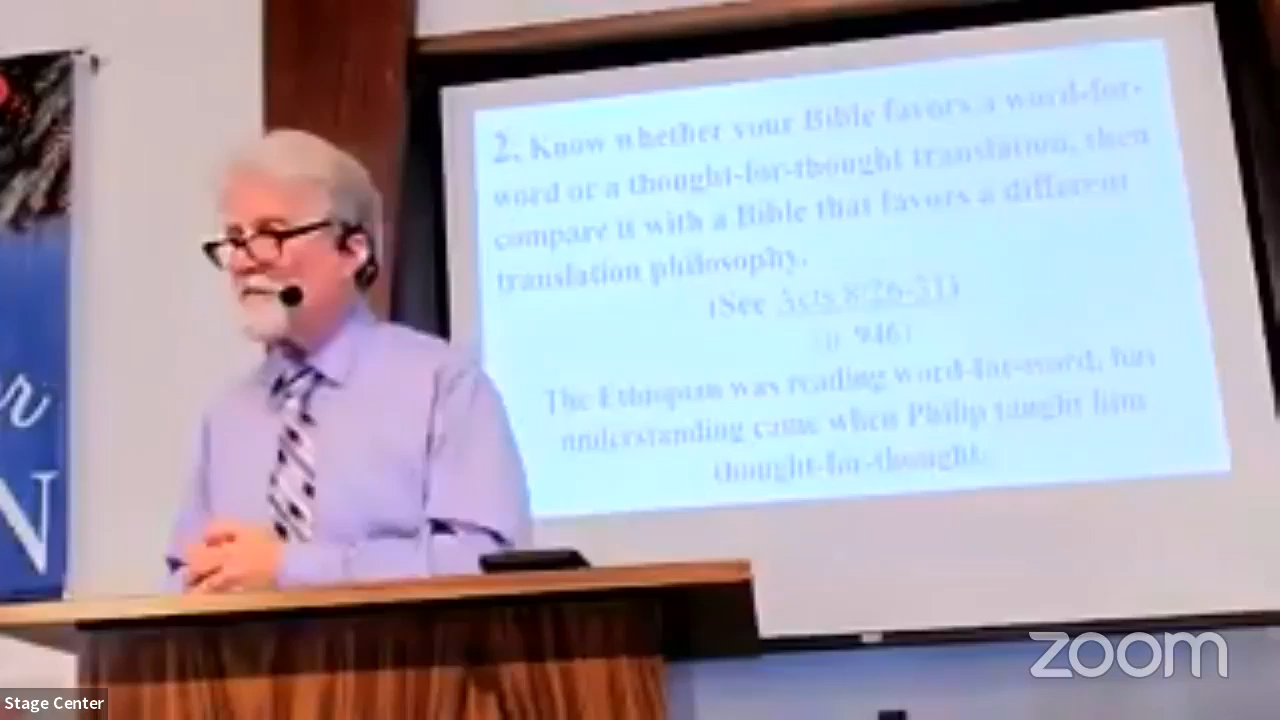 2. Know whether your Bible favors a word-for-
word or a thought-for-thought translation, then
compare it with a Bible that favors a different
translation philosophy.
(See Acts 8:26-31)
946)
The Ethiopian was reading word-for-word, his
understanding came when Philip taught him
thought-for-thought.
r
N
zoom
Stage Center